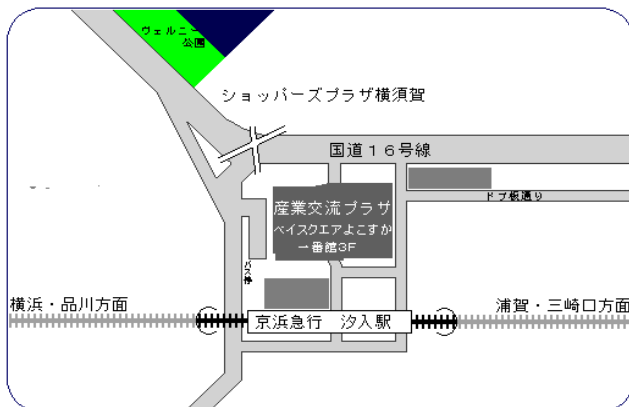 ヴェルニー
公園
ショッパーズプラザ横須賀
国道１６号線
ドブ板通り
産業交流プラザ
ベイスクエアよこすか
一番館3F
バス停
横浜・品川方面
浦賀・三崎口方面
京浜急行　汐入駅